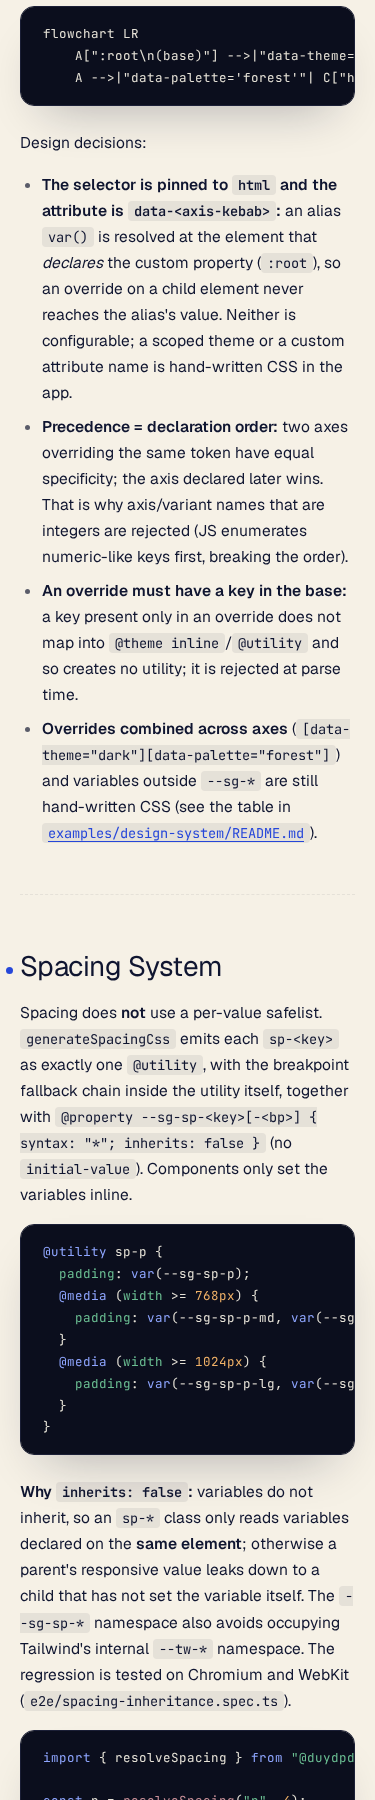 flowchart LR
A[":root\n(base)"] -->|"data-theme=
A -->|"data-palette='forest'"| C["h
Design decisions:
• The selector is pinned to html and the
attribute is data-<axis-kebab>: an alias
var() is resolved at the element that
declares the custom property (:root), so
an override on a child element never
reaches the alias's value. Neither is
configurable; a scoped theme or a custom
attribute name is hand-written CSS in the
app.
• Precedence = declaration order: two axes
overriding the same token have equal
specificity; the axis declared later wins.
That is why axis/variant names that are
integers are rejected (JS enumerates
numeric-like keys first, breaking the order).
• An override must have a key in the base:
a key present only in an override does not
map into @theme inline/@utility and
so creates no utility; it is rejected at parse
time.
• Overrides combined across axes ([data-
theme="dark"][data-palette="forest"])
and variables outside --sg-* are still
hand-written CSS (see the table in
examples/design-system/README.md).
Spacing System
Spacing does not use a per-value safelist.
generateSpacingCss emits each sp-<key>
as exactly one @utility, with the breakpoint
fallback chain inside the utility itself, together
with @property --sg-sp-<key>[-<bp>] {
syntax: "*"; inherits: false } (no
initial-value). Components only set the
variables inline.
@utility sp-p {
padding: var(--sg-sp-p);
@media (width >= 768px) {
padding: var(--sg-sp-p-md, var(--sg
}
@media (width >= 1024px) {
padding: var(--sg-sp-p-lg, var(--sg
}
}
Why inherits: false: variables do not
inherit, so an sp-* class only reads variables
declared on the same element; otherwise a
parent's responsive value leaks down to a
child that has not set the variable itself. The -
-sg-sp-* namespace also avoids occupying
Tailwind's internal --tw-* namespace. The
regression is tested on Chromium and WebKit
(e2e/spacing-inheritance.spec.ts).
import { resolveSpacing } from "@duydpd